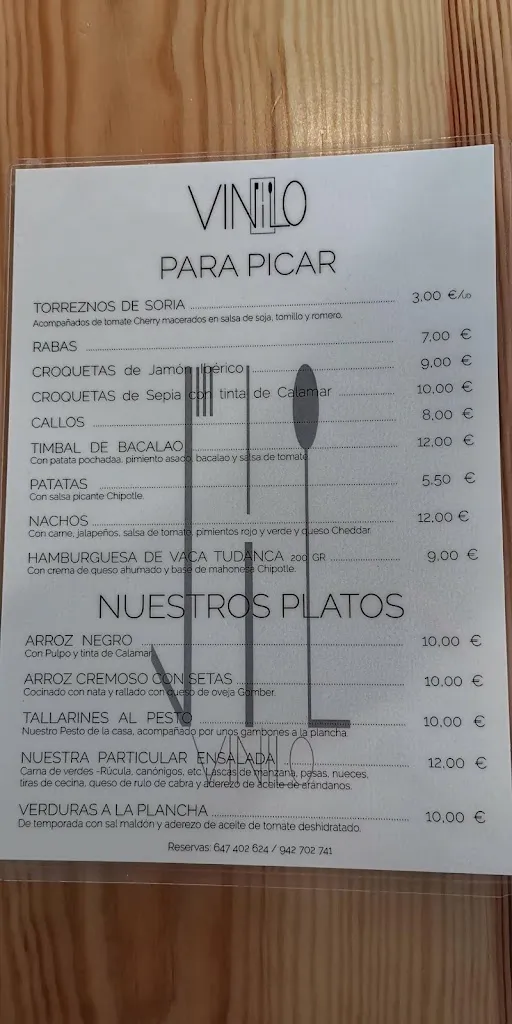 VINILO
PARA PICAR
TORREZNOS DE SORIA 3,00 €/UD
Acompañados de tomate Cherry macerados en salsa de soja, tomillo y romero.
RABAS 7,00 €
CROQUETAS de Jamón Ibérico 9,00 €
CROQUETAS de Sepia con tinta de Calamar 10,00 €
CALLOS 8,00 €
TIMBAL DE BACALAO 12,00 €
Con patata pochadaa, pimiento asado, bacalao y salsa de tomate
PATATAS 5.50 €
Con salsa picante Chipotle.
NACHOS 12,00 €
Con carne, jalapeños, salsa de tomate, pimientos rojo y verde y queso Cheddar.
HAMBURGUESA DE VACA TUDANCA 200 GR 9,00 €
Con crema de queso ahumado y base de mahonesa Chipotle.
NUESTROS PLATOS
ARROZ NEGRO 10,00 €
Con Pulpo y tinta de Calamar
ARROZ CREMOSO CON SETAS 10,00 €
Cocinado con nata y rallado con queso de oveja Gomber.
TALLARINES AL PESTO 10,00 €
Nuestro Pesto de la casa, acompañado por unos gambones a la plancha.
VINILO
NUESTRA PARTICULAR ENSALADA 12,00 €
Carna de verdes -Rúcula, canónigos, etc. Lascas de manzana, pasas, nueces,
tiras de cecina, queso de rulo de cabra y aderezo de aceite de arándanos.
VERDURAS A LA PLANCHA 10,00 €
De temporada con sal maldón y aderezo de aceite de tomate deshidratado.
Reservas: 647 402 624 / 942 702 741